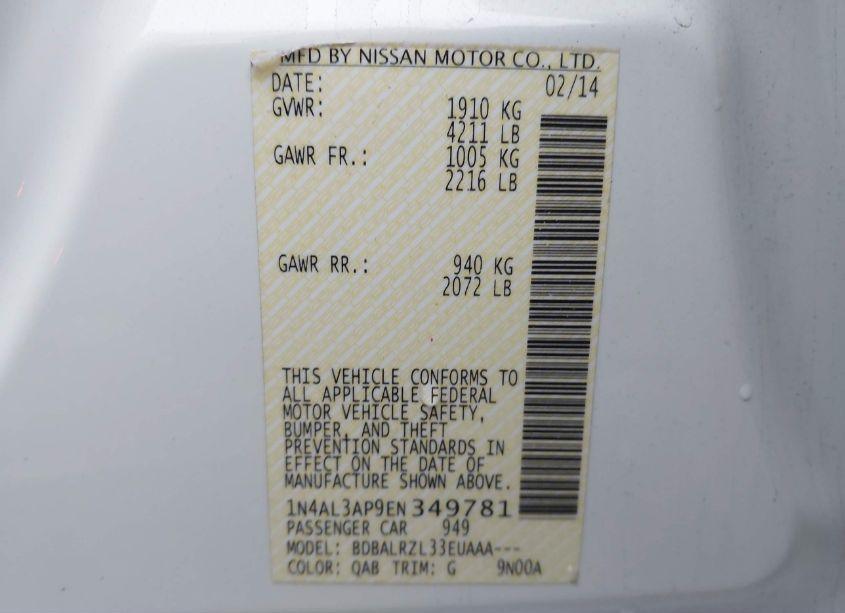 MFD BY NISSAN MOTOR CO., LTD.
DATE: 02/14
GVWR: 1910 KG
4211 LB
GAWR FR.: 1005 KG
2216 LB
GAWR RR.: 940 KG
2072 LB
THIS VEHICLE CONFORMS TO
ALL APPLICABLE FEDERAL
MOTOR VEHICLE SAFETY,
BUMPER, AND THEFT
PREVENTION STANDARDS IN
EFFECT ON THE DATE OF
MANUFACTURE SHOWN ABOVE.
1N4AL3AP9EN349781
PASSENGER CAR 949
MODEL: BDBALRZL33EUAAA---
COLOR: QAB TRIM: G 9N00A